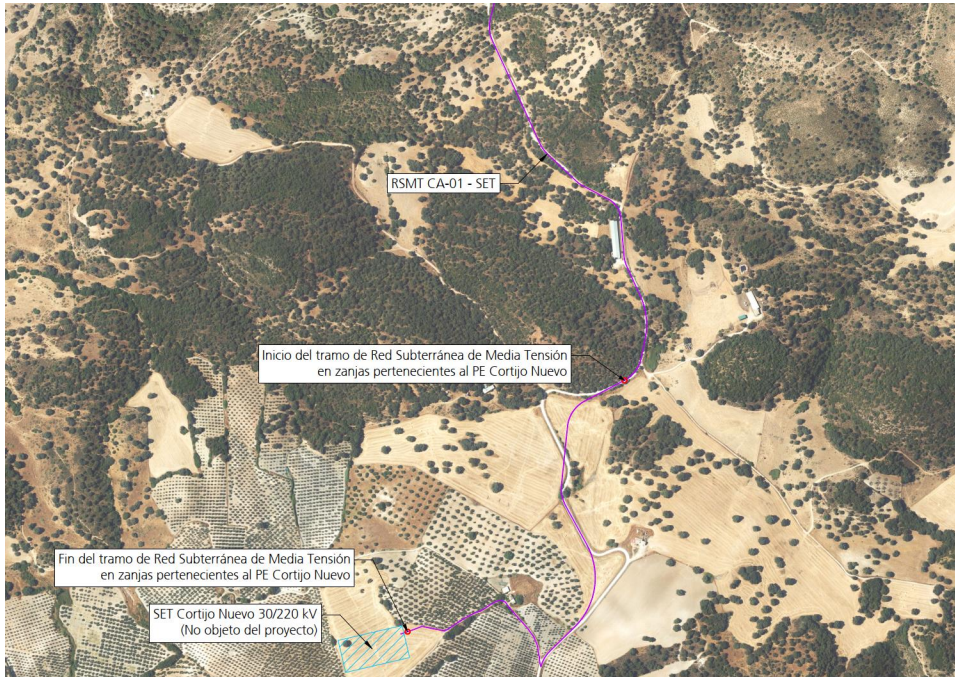 RSMT CA-01 - SET
Inicio del tramo de Red Subterránea de Media Tensión
en zanjas pertenecientes al PE Cortijo Nuevo
Fin del tramo de Red Subterránea de Media Tensión
en zanjas pertenecientes al PE Cortijo Nuevo
SET Cortijo Nuevo 30/220 kV
(No objeto del proyecto)